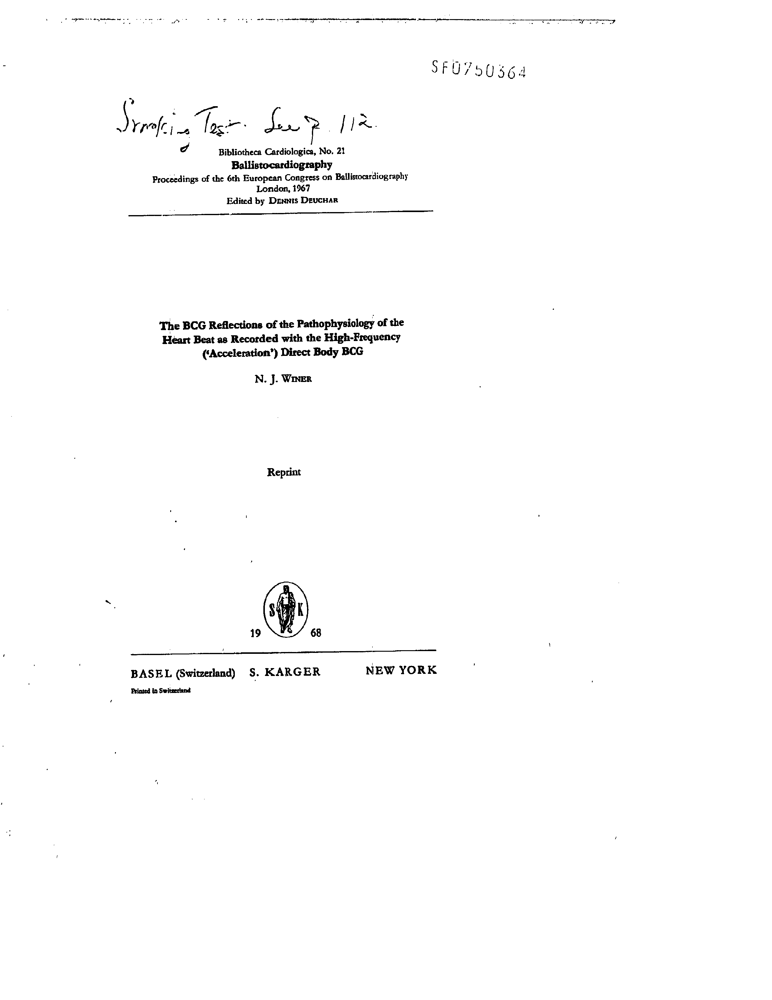 SF0750364
Smoking Test. See p 112.
Bibliotheca Cardiologica, No. 21
Ballistocardiography
Proceedings of the 6th European Congress on Ballistocardiography
London, 1967
Edited by DENNIS DEUCHAR
The BCG Reflections of the Pathophysiology of the
Heart Beat as Recorded with the High-Frequency
(‘Acceleration’) Direct Body BCG
N. J. WINER
Reprint
S K
19 68
BASEL (Switzerland) S. KARGER NEW YORK
Printed in Switzerland